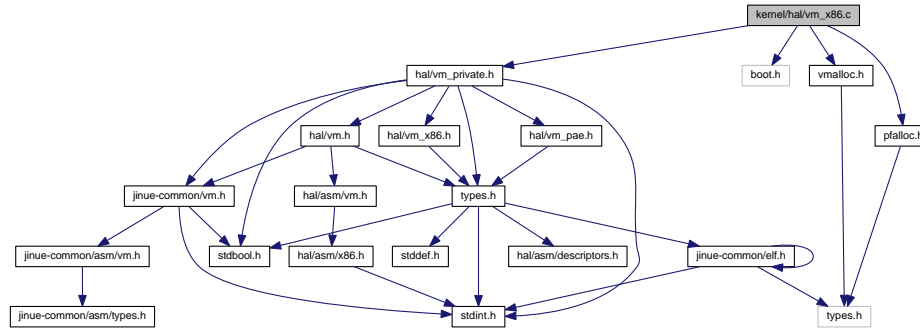 kernel/hal/vm_x86.c
hal/vm_private.h
boot.h
vmalloc.h
hal/vm.h
hal/vm_x86.h
hal/vm_pae.h
pfalloc.h
jinue-common/vm.h
hal/asm/vm.h
types.h
jinue-common/asm/vm.h
stdbool.h
hal/asm/x86.h
stddef.h
hal/asm/descriptors.h
jinue-common/elf.h
jinue-common/asm/types.h
stdint.h
types.h